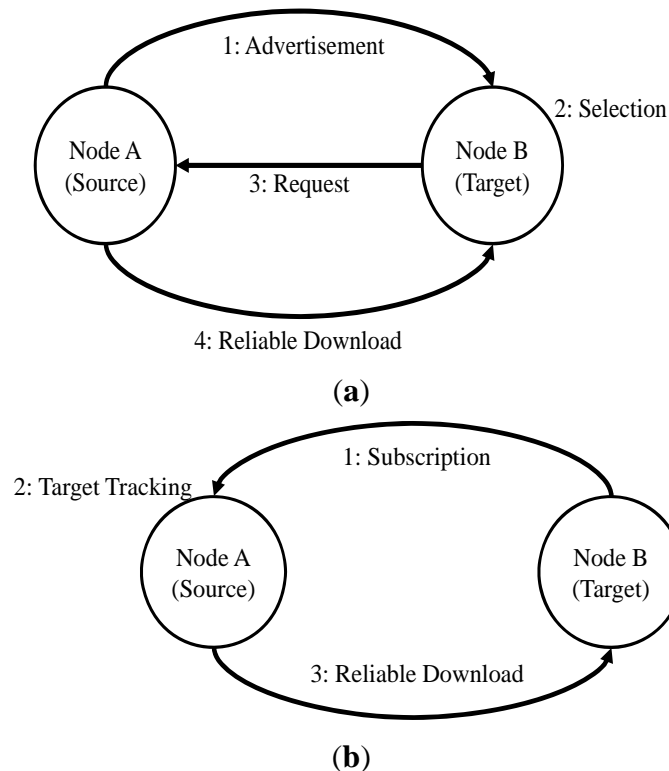 1: Advertisement
2: Selection
Node A
(Source)
Node B
(Target)
3: Request
4: Reliable Download
(a)
1: Subscription
2: Target Tracking
Node A
(Source)
Node B
(Target)
3: Reliable Download
(b)